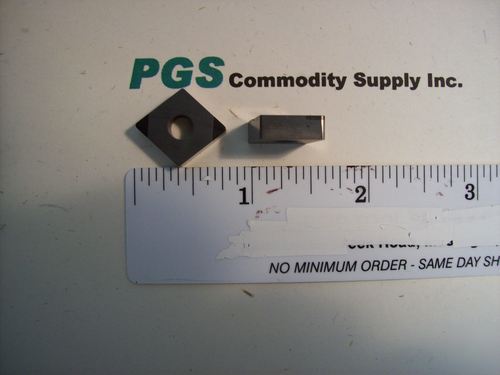 PGS Commodity Supply Inc.
1 2 3
NO MINIMUM ORDER - SAME DAY SH